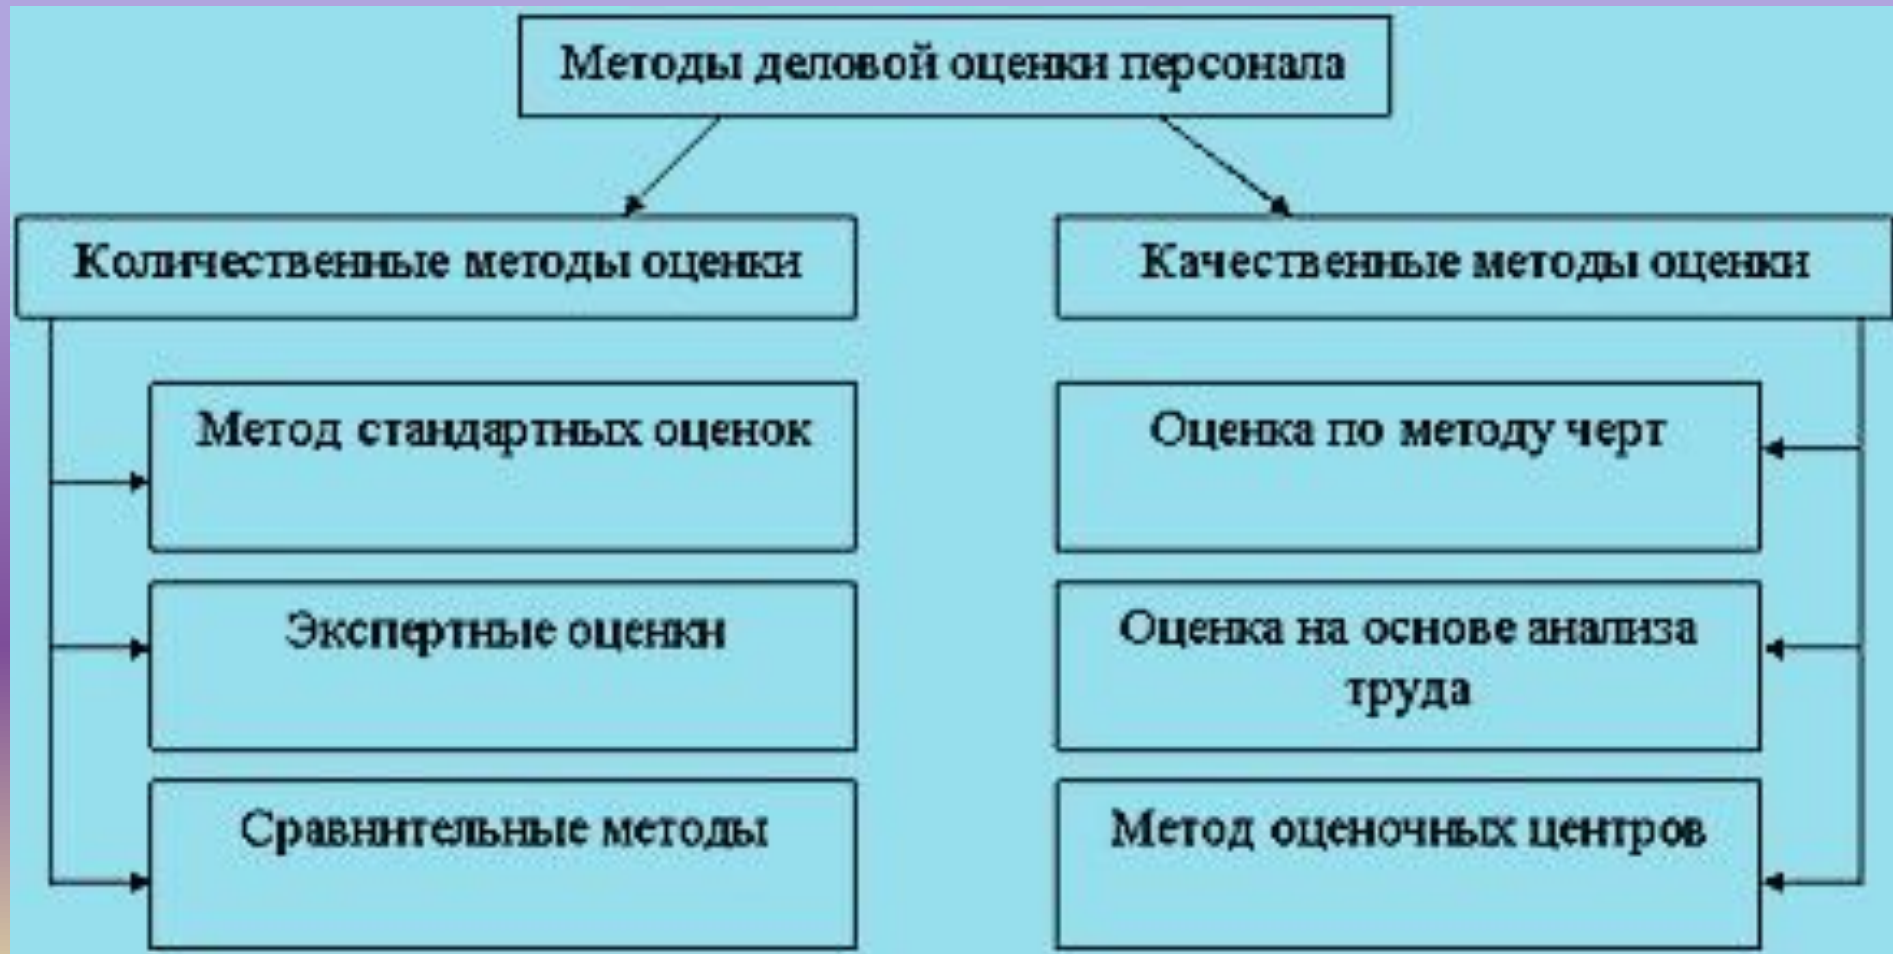 Методы деловой оценки персонала
Количественные методы оценки
Качественные методы оценки
Метод стандартных оценок
Оценка по методу черт
Экспертные оценки
Оценка на основе анализа
труда
Сравнительные методы
Метод оценочных центров